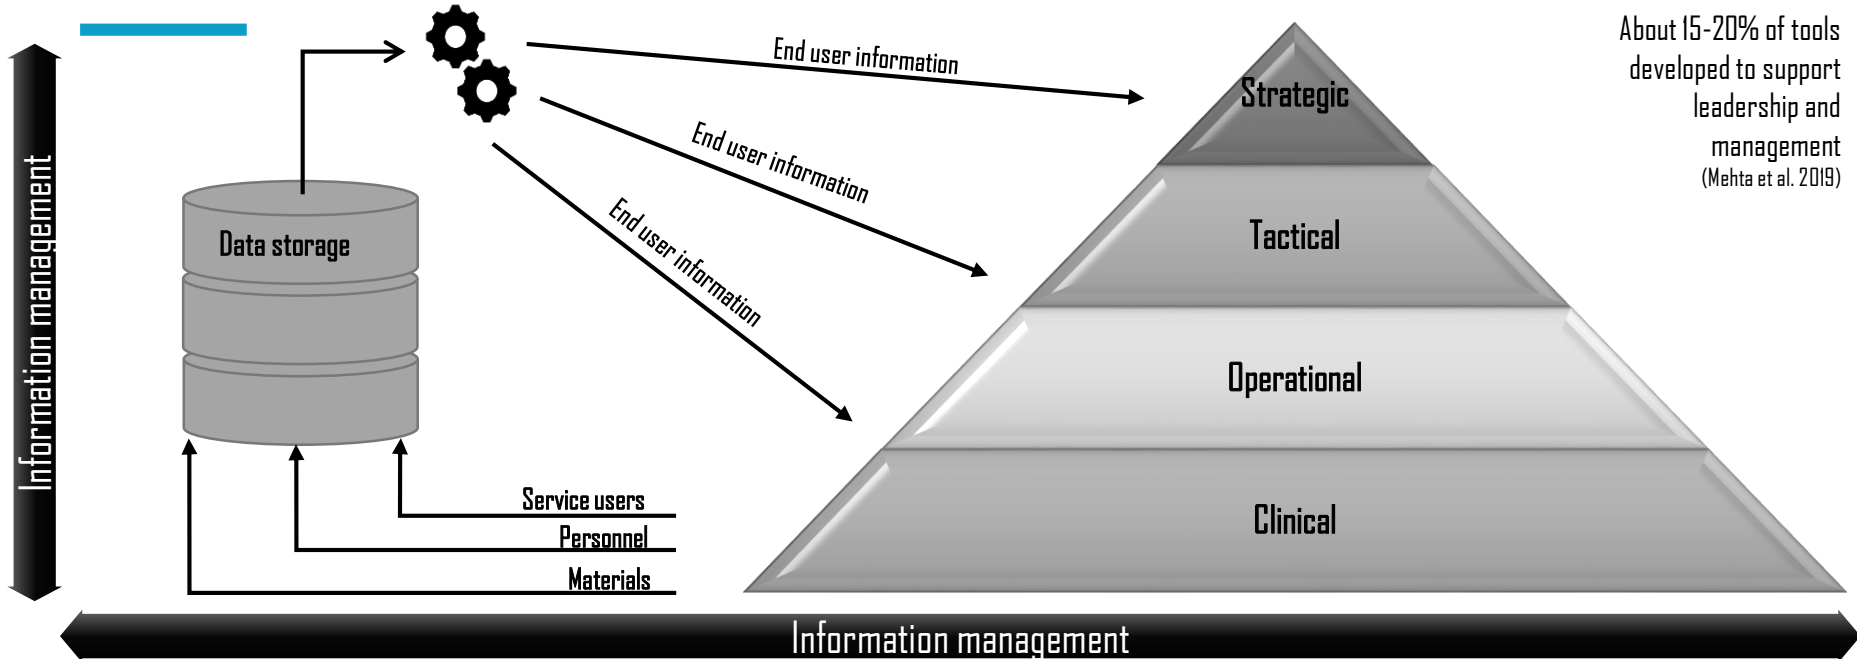 About 15-20% of tools
developed to support
leadership and
management
(Mehta et al. 2019)
End user information
Strategic
End user information
Tactical
End user information
Data storage
Operational
Service users
Personnel
Materials
Clinical
Information management
Information management